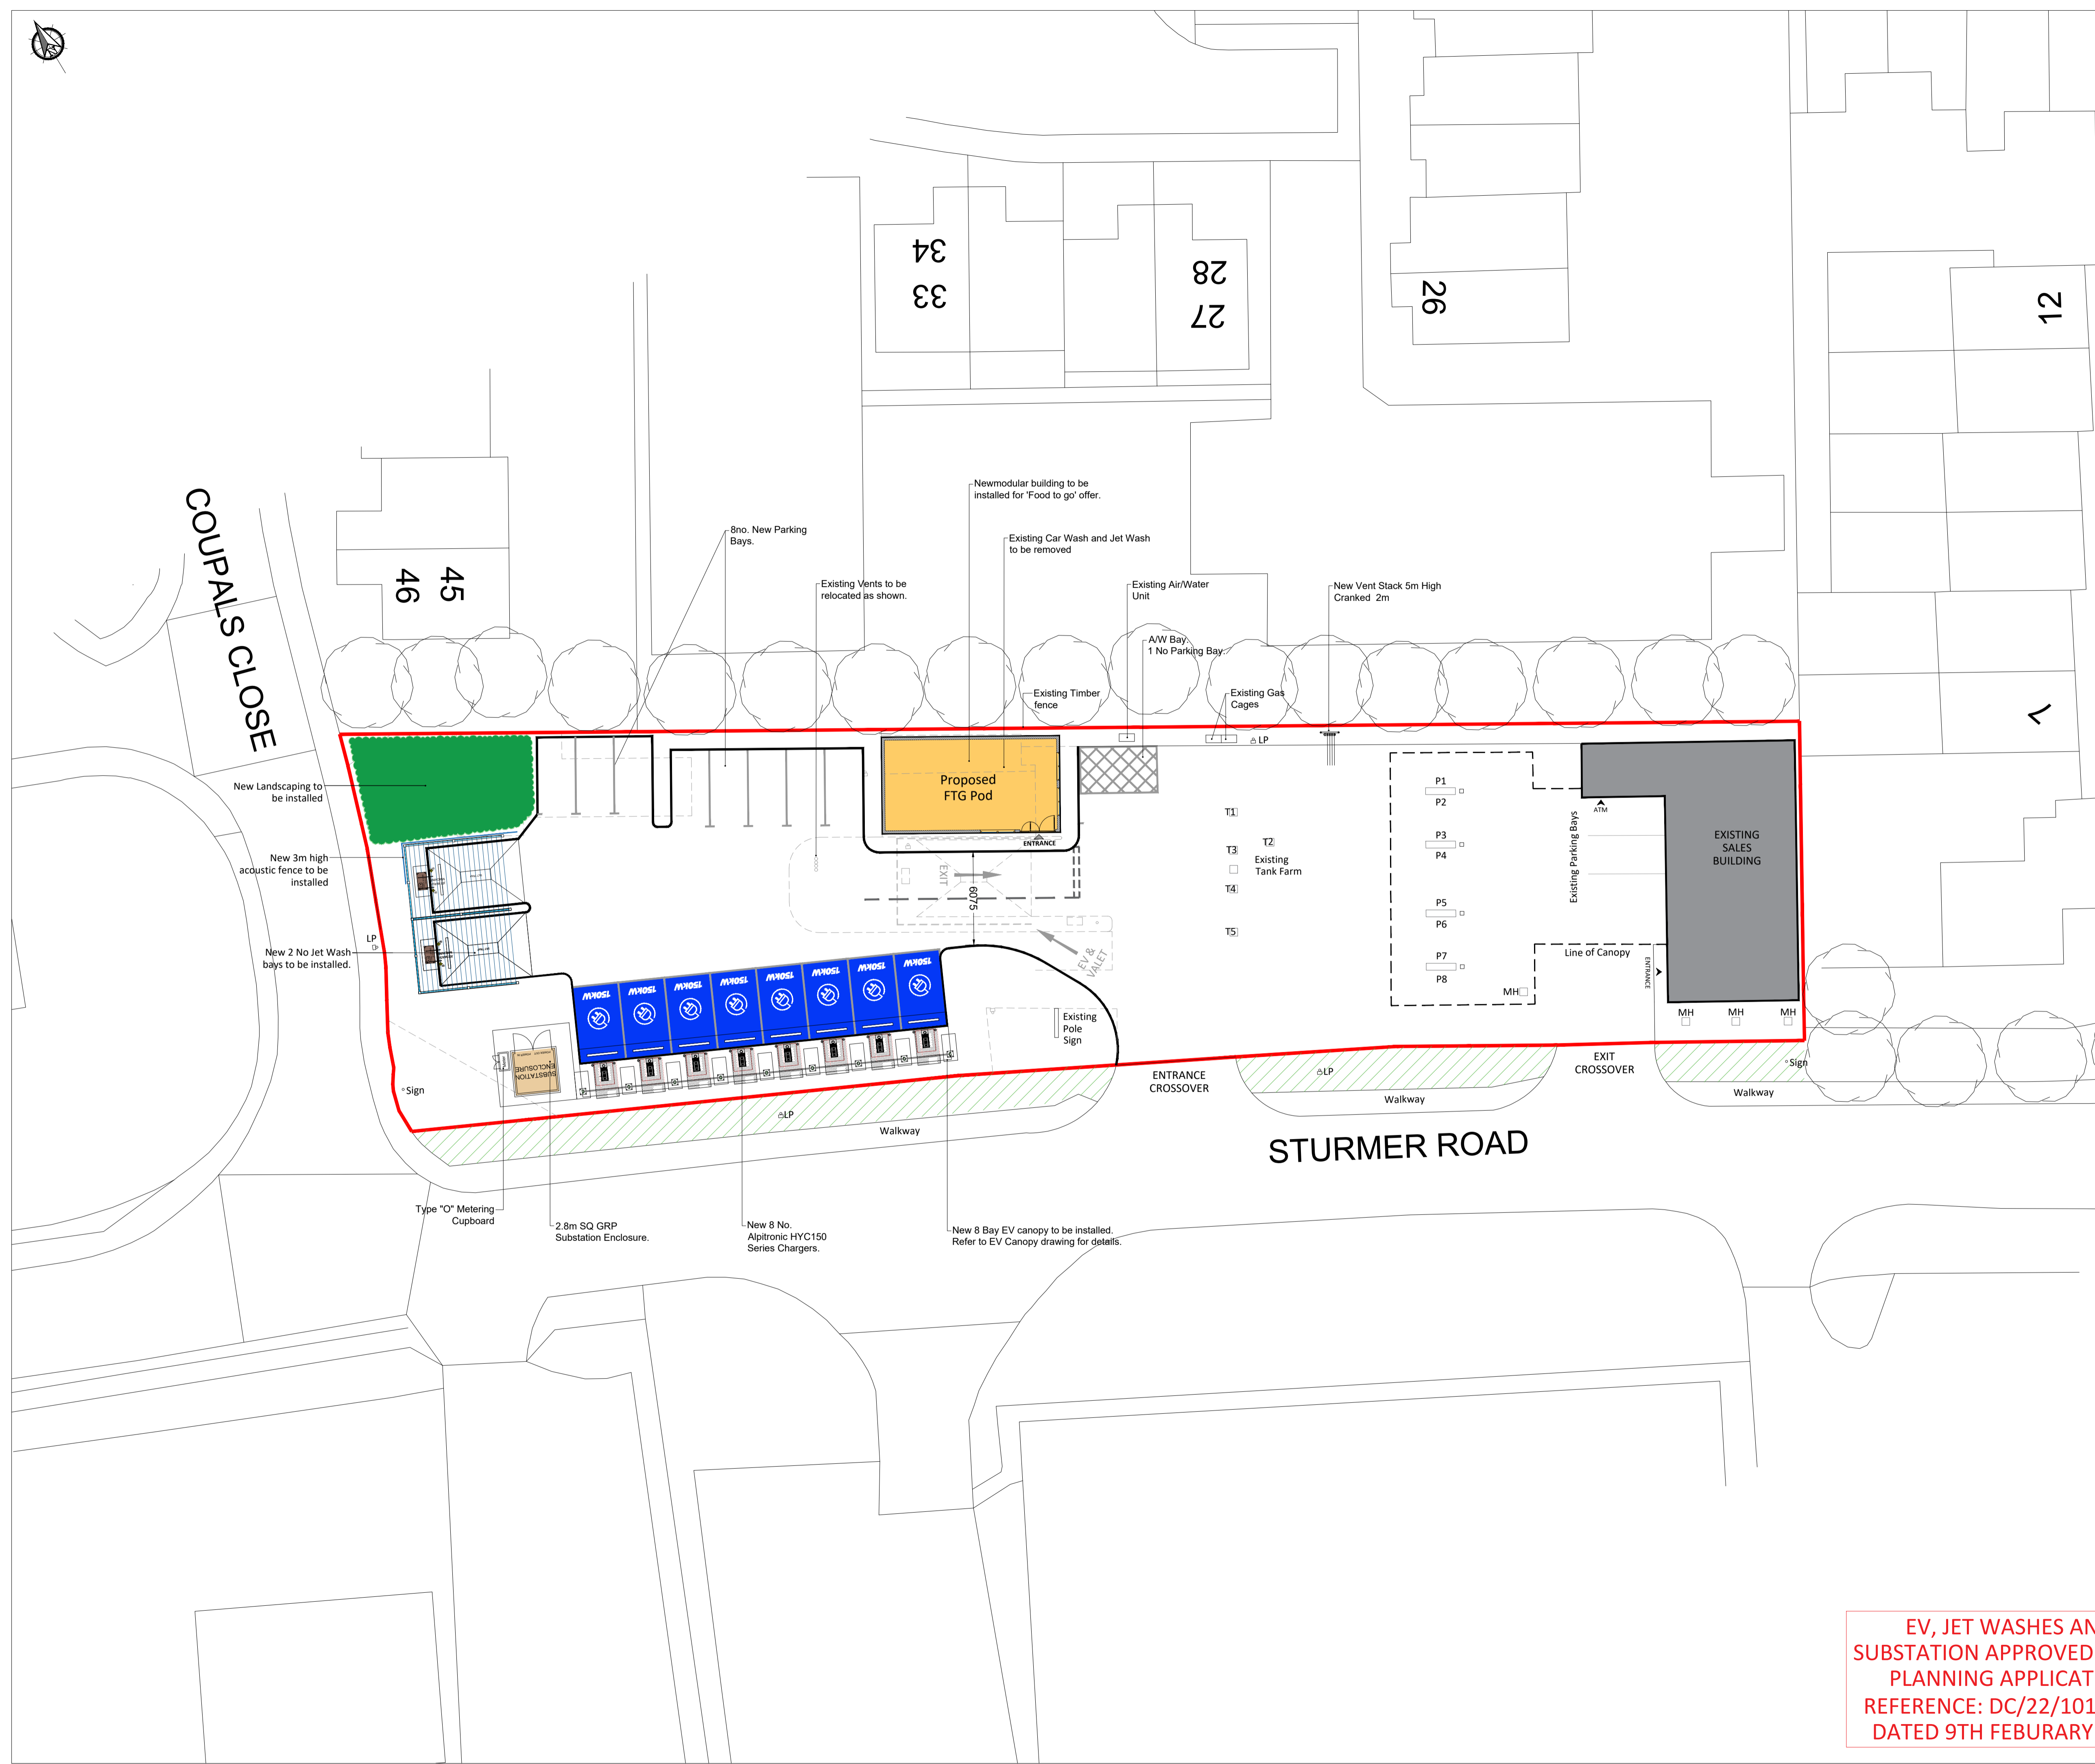 34
33
28
27
26
12
7
COUPALS CLOSE
46
45
Newmodular building to be
installed for 'Food to go' offer.
8no. New Parking
Bays.
Existing Car Wash and Jet Wash
to be removed
Existing Vents to be
relocated as shown.
Existing Air/Water
Unit
New Vent Stack 5m High
Cranked 2m
A/W Bay.
1 No Parking Bay.
Existing Timber
fence
Existing Gas
Cages
LP
New Landscaping to
be installed
Proposed
FTG Pod
ENTRANCE
P1
P2
P3
P4
P5
P6
P7
P8
T1
T2
T3
T4
T5
Existing
Tank Farm
ATM
Existing Parking Bays
EXISTING
SALES
BUILDING
New 3m high
acoustic fence to be
installed
EXIT
6075
LP
New 2 No Jet Wash
bays to be installed.
EV &
VALET
Line of Canopy
ENTRANCE
MH
MH
MH
MH
150KW
150KW
150KW
150KW
150KW
150KW
150KW
150KW
Existing
Pole
Sign
SUBSTATION
ENCLOSURE
Sign
ENTRANCE
CROSSOVER
EXIT
CROSSOVER
LP
LP
Sign
Walkway
Walkway
Walkway
STURMER ROAD
Type "O" Metering
Cupboard
2.8m SQ GRP
Substation Enclosure.
New 8 No.
Alpitronic HYC150
Series Chargers.
New 8 Bay EV canopy to be installed.
Refer to EV Canopy drawing for details.
EV, JET WASHES AN
SUBSTATION APPROVED
PLANNING APPLICAT
REFERENCE: DC/22/101
DATED 9TH FEBURARY